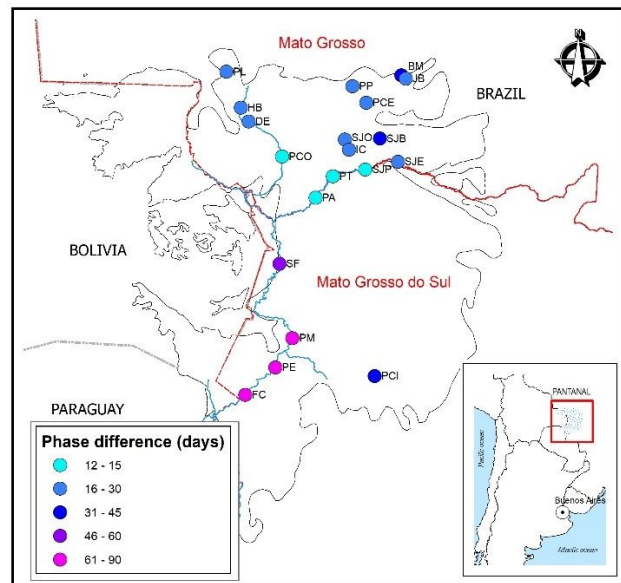 N
Mato Grosso
BM
JB
PL
PP
PCE
BRAZIL
HB
DE
SJO
SJB
IC
PCO
SJE
SJP
PT
PA
BOLIVIA
SF
Mato Grosso do Sul
PM
PE
PCI
FC
PARAGUAY
Phase difference (days)
12 - 15
16 - 30
31 - 45
46 - 60
61 - 90
PANTANAL
Pacific ocean
Buenos Aires
Atlantic ocean